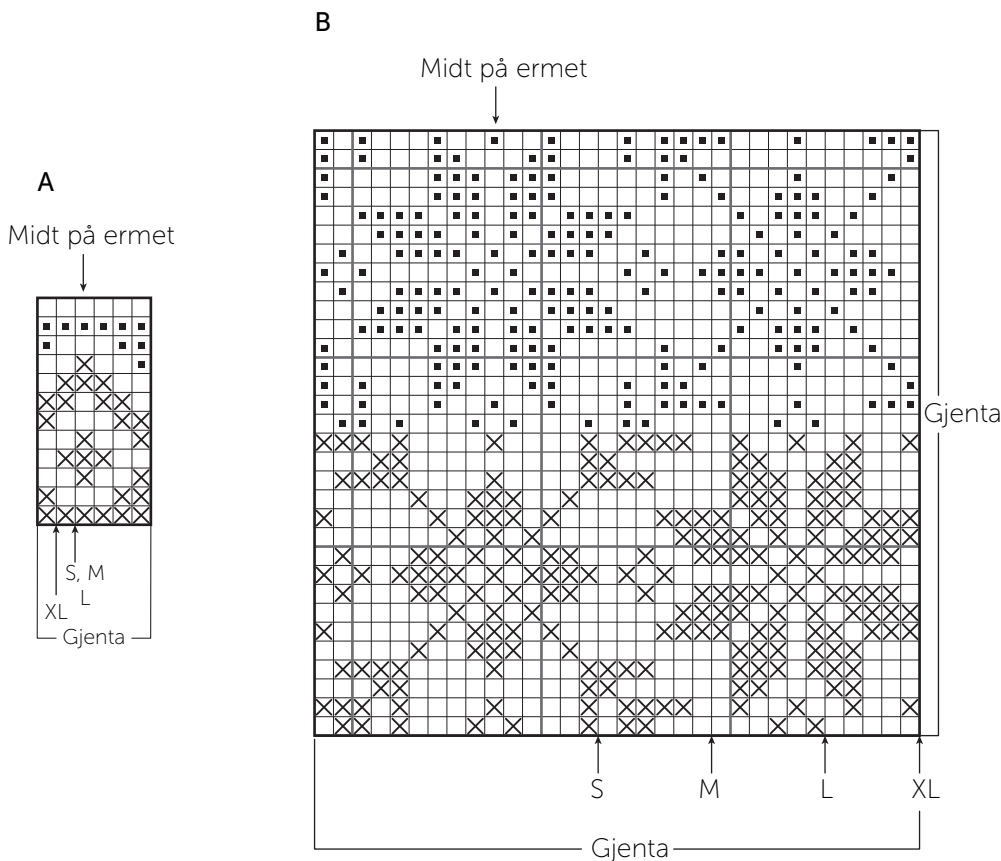 B
Midt på ermet
A
Midt på ermet
Gjenta
S, M
L
XL
Gjenta
S M L XL
Gjenta